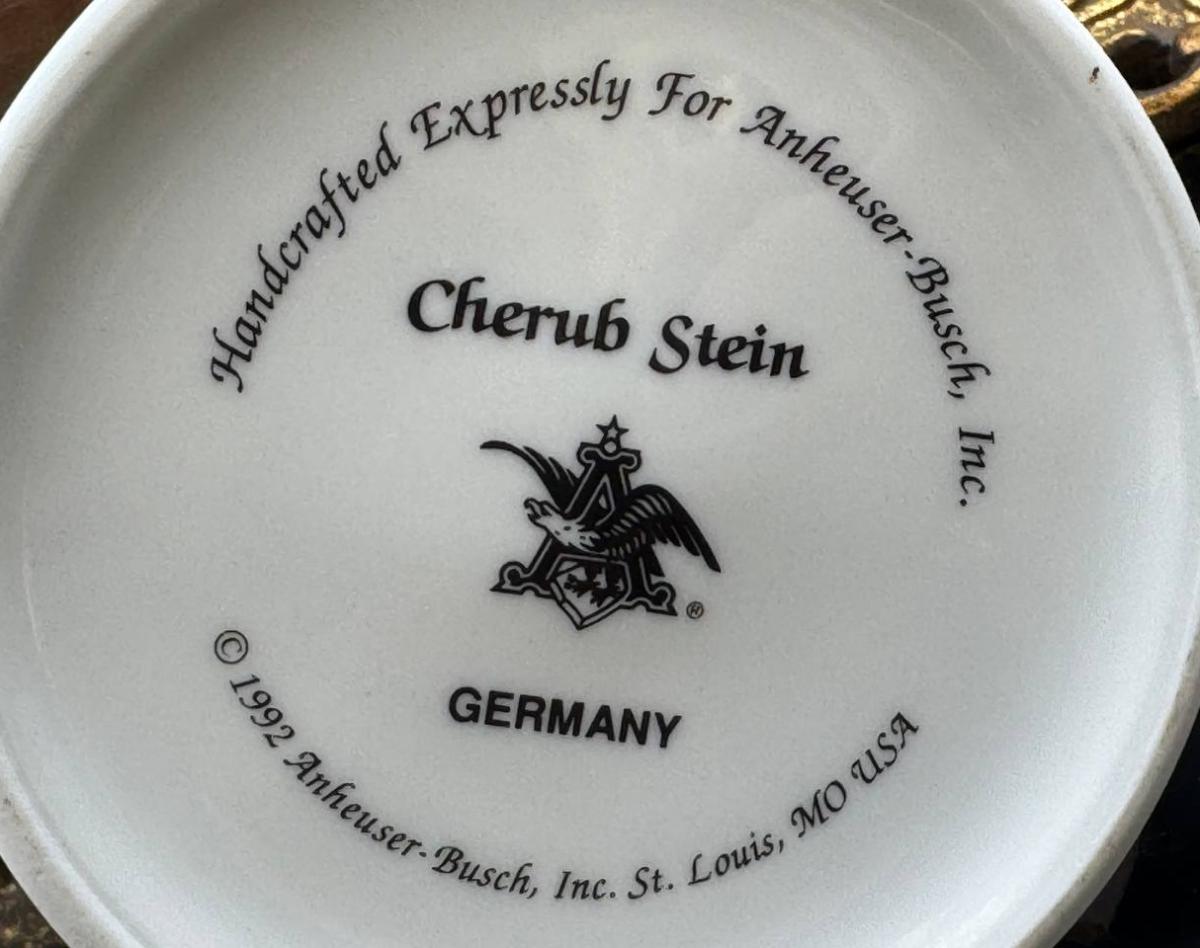 Handcrafted Expressly For Anheuser-Busch, Inc.
Cherub Stein
A
®
GERMANY
© 1992 Anheuser-Busch, Inc. St. Louis, MO USA